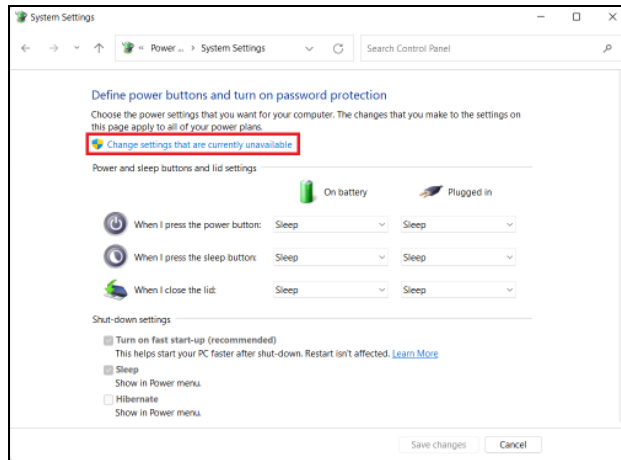 System Settings
« Power ... › System Settings
Search Control Panel
Define power buttons and turn on password protection
Choose the power settings that you want for your computer. The changes that you make to the settings on
this page apply to all of your power plans.
Change settings that are currently unavailable
Power and sleep buttons and lid settings
On battery
Plugged in
When I press the power button: Sleep Sleep
When I press the sleep button: Sleep Sleep
When I close the lid: Sleep Sleep
Shut-down settings
Turn on fast start-up (recommended)
This helps start your PC faster after shut-down. Restart isn't affected. Learn More
Sleep
Show in Power menu.
Hibernate
Show in Power menu.
Save changes Cancel